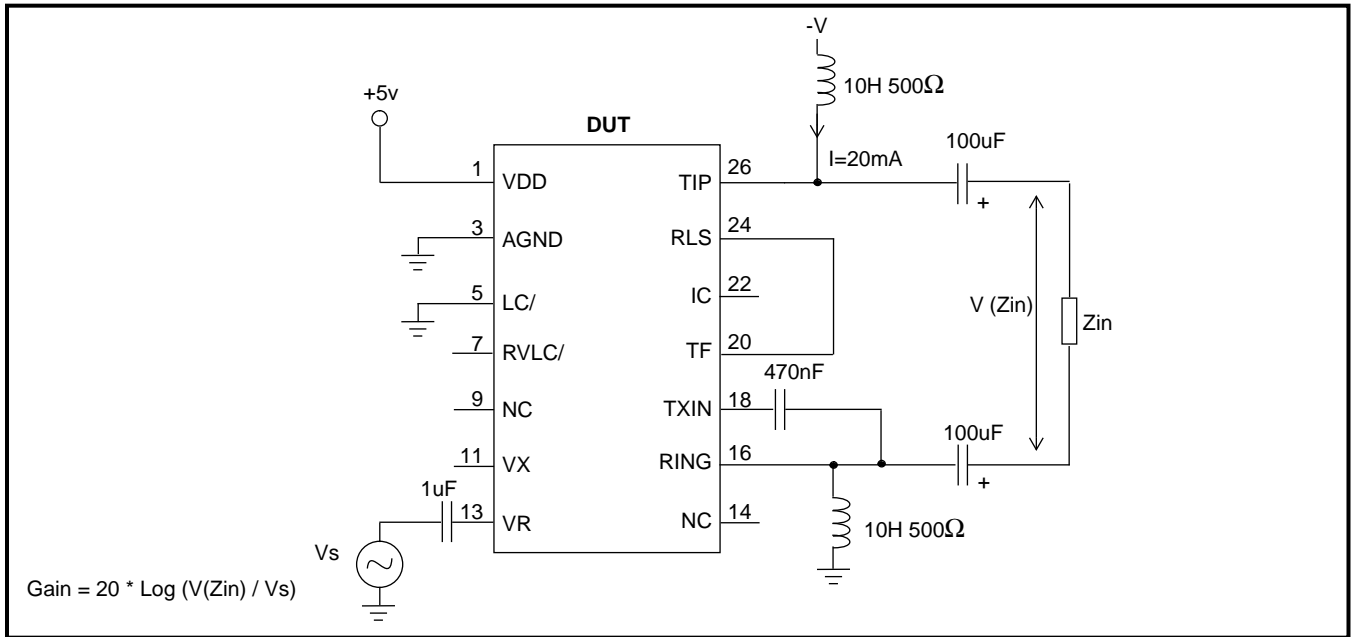 -V
10H 500Ω
+5v
DUT
100uF
I=20mA
1
VDD
TIP
26
+
3
AGND
RLS
24
5
LC/
IC
22
V (Zin)
Zin
7
RVLC/
TF
20
470nF
9
NC
TXIN
18
100uF
11
VX
RING
16
+
1uF
13
VR
NC
14
10H 500Ω
Vs
Gain = 20 * Log (V(Zin) / Vs)